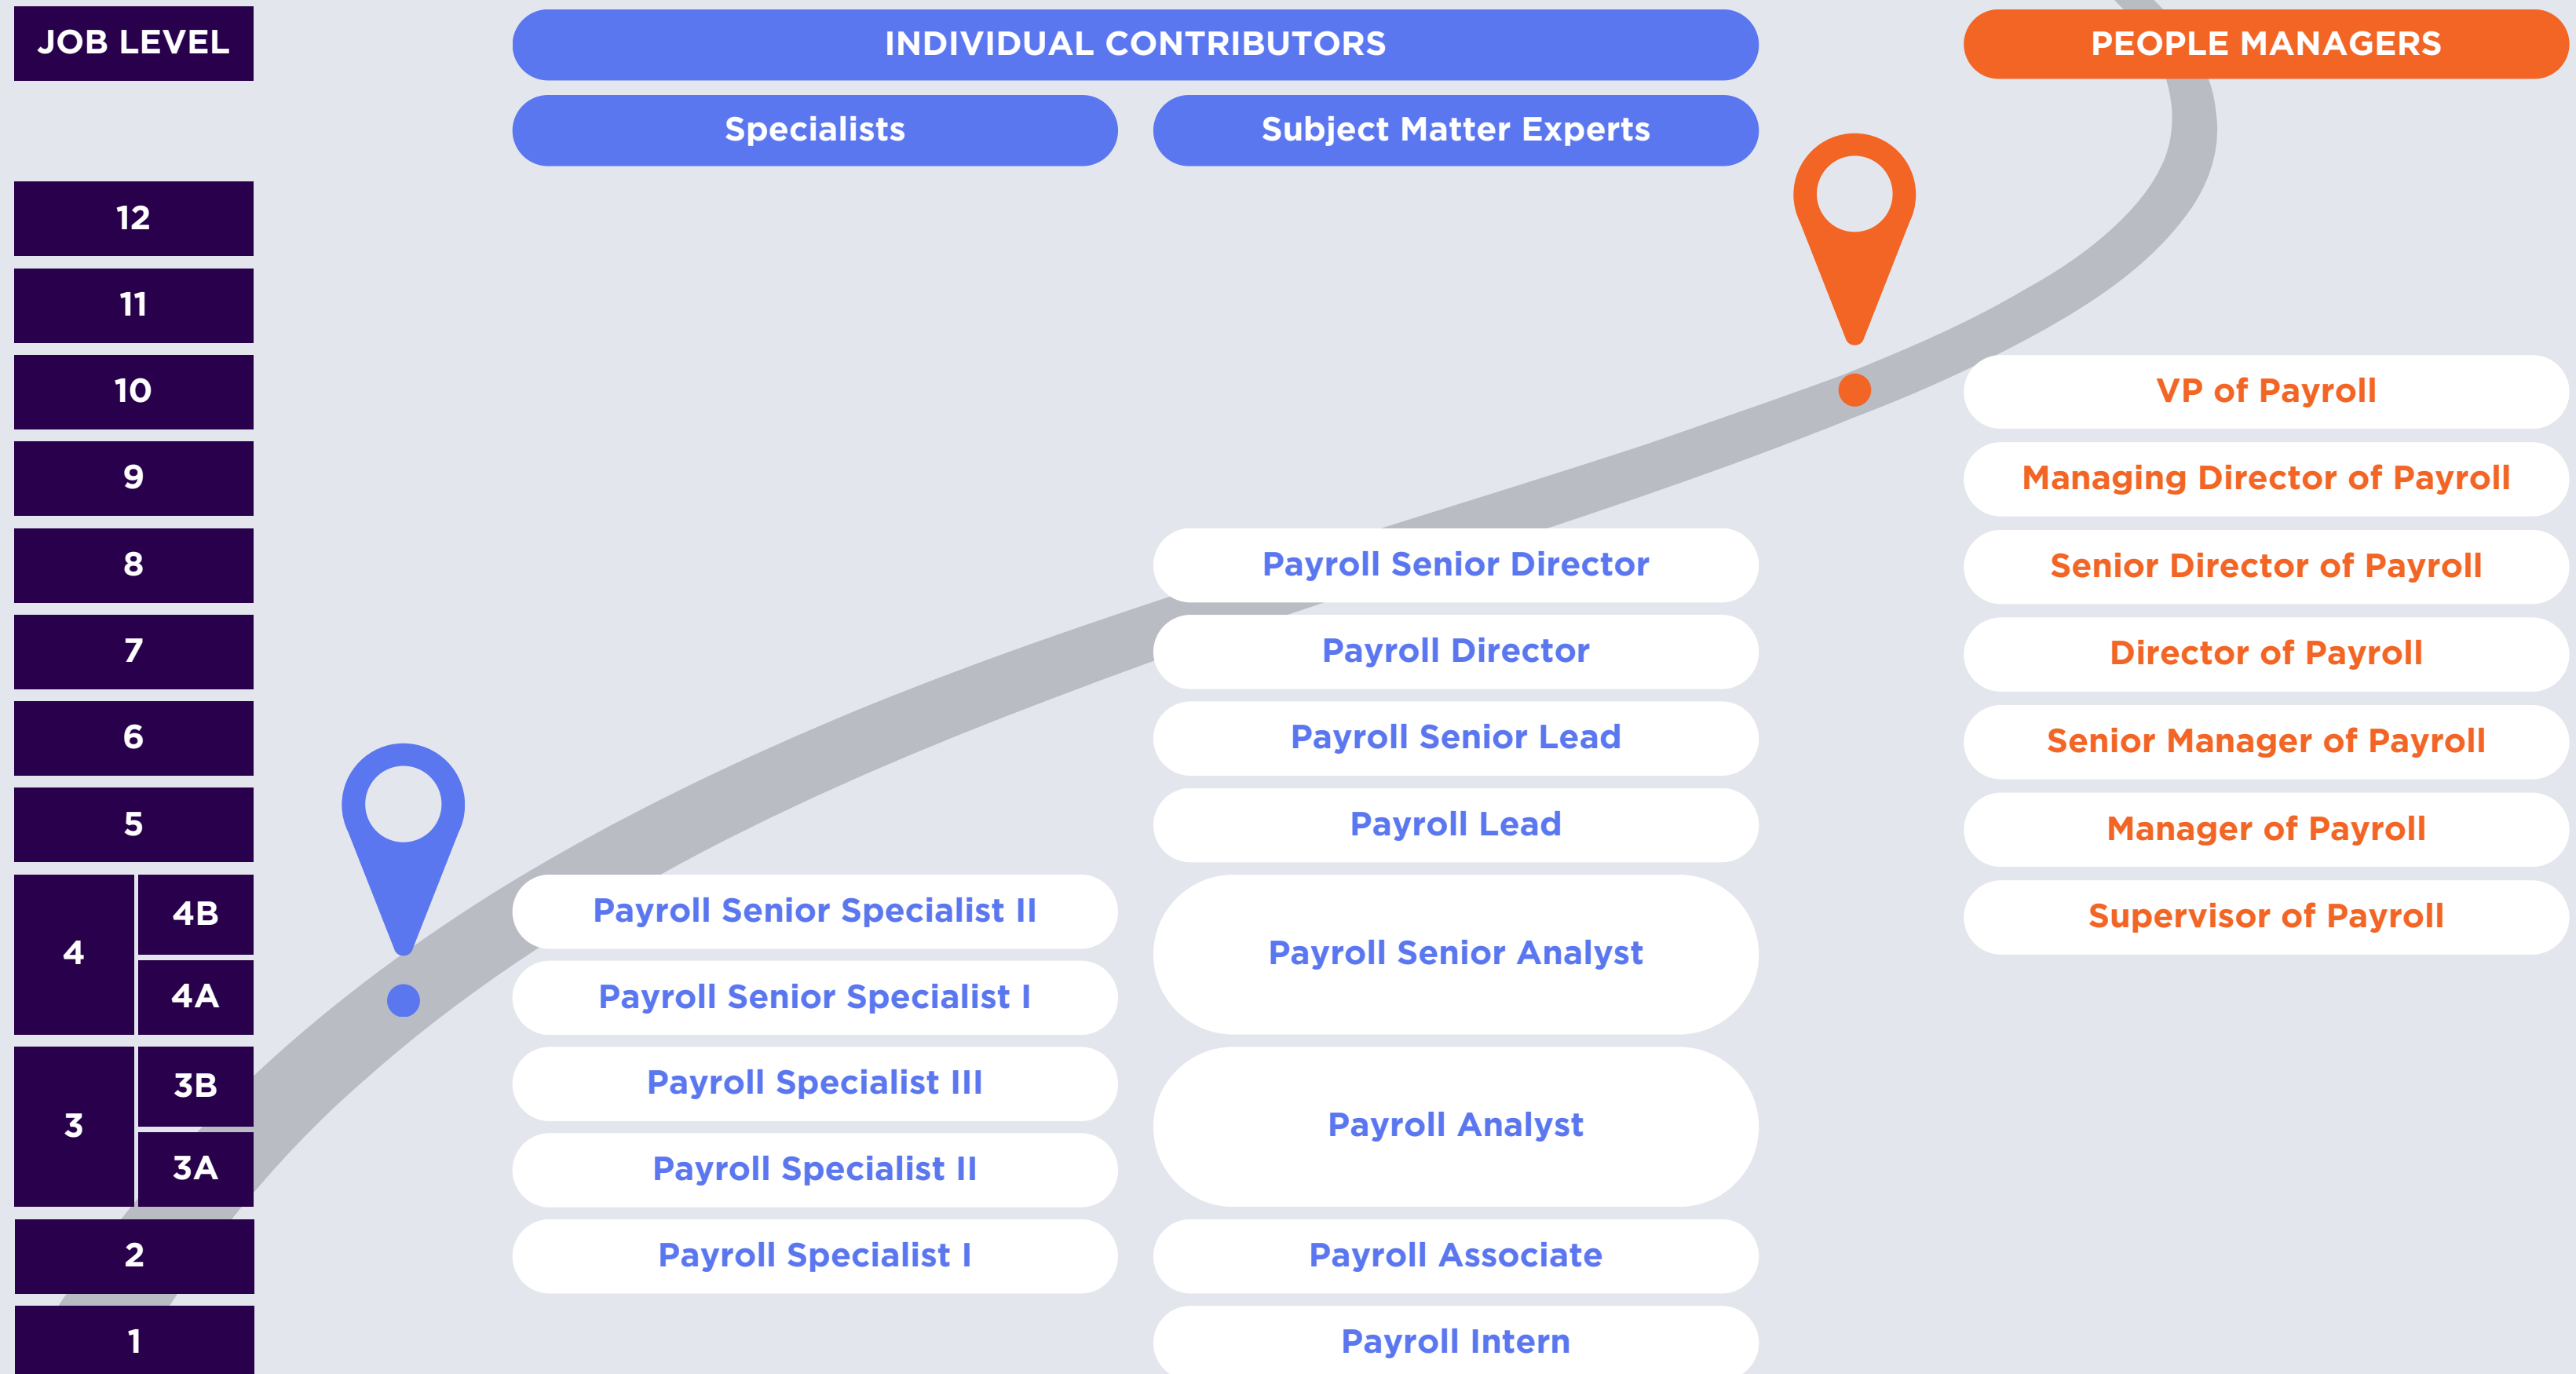 JOB LEVEL
INDIVIDUAL CONTRIBUTORS
PEOPLE MANAGERS
Specialists
Subject Matter Experts
12
11
10
VP of Payroll
9
Managing Director of Payroll
8
Payroll Senior Director
Senior Director of Payroll
7
Payroll Director
Director of Payroll
6
Payroll Senior Lead
Senior Manager of Payroll
5
Payroll Lead
Manager of Payroll
4
4B
Payroll Senior Specialist II
Payroll Senior Analyst
Supervisor of Payroll
4A
Payroll Senior Specialist I
3
3B
Payroll Specialist III
Payroll Analyst
3A
Payroll Specialist II
2
Payroll Specialist I
Payroll Associate
1
Payroll Intern